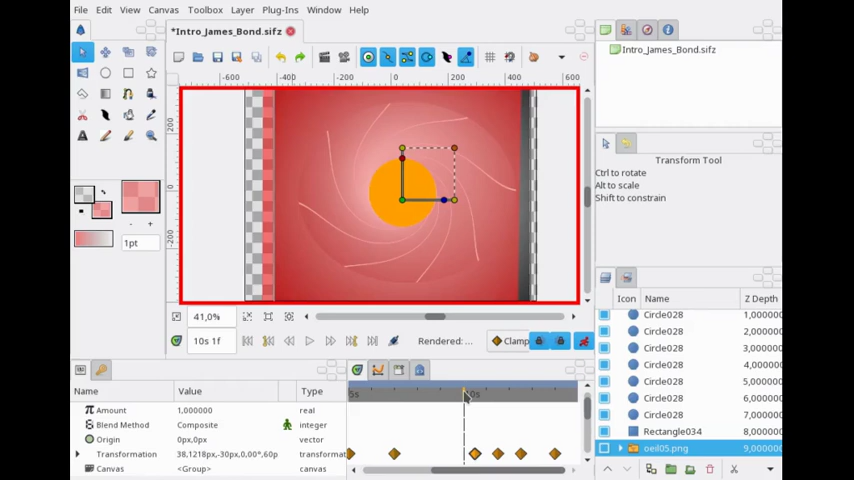 File Edit View Canvas Toolbox Layer Plug-Ins Window Help
*Intro_James_Bond.sifz
Intro_James_Bond.sifz
-600 -400 -200 0 200 400 600
200
0
-200
Transform Tool
Ctrl to rotate
Alt to scale
Shift to constrain
1pt
Icon Name Z Depth
Circle028 1,000000
Circle028 2,000000
Circle028 3,000000
Circle028 4,000000
Circle028 5,000000
Circle028 6,000000
Circle028 7,000000
Rectangle034 8,000000
oeil05.png 9,000000
41,0%
10s 1f Rendered: ... Clamp
Name Value Type
Amount 1,000000 real
Blend Method Composite integer
Origin 0px,0px vector
Transformation 38,1218px,-30px,0,00°,60p transformat
Canvas <Group> canvas